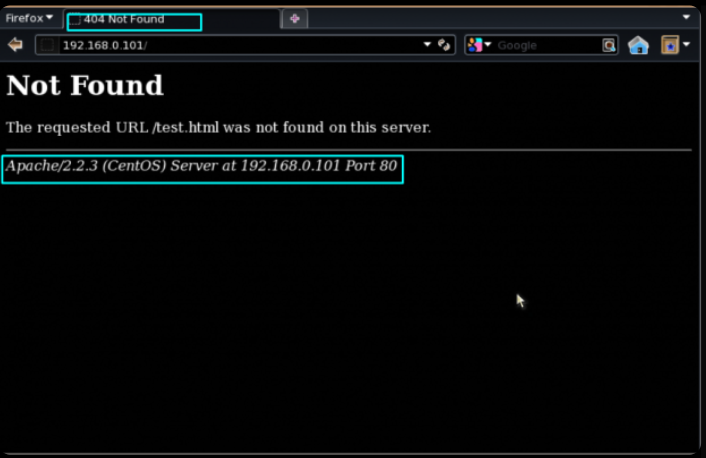 Firefox
404 Not Found
192.168.0.101/
Google
Not Found
The requested URL /test.html was not found on this server.
Apache/2.2.3 (CentOS) Server at 192.168.0.101 Port 80